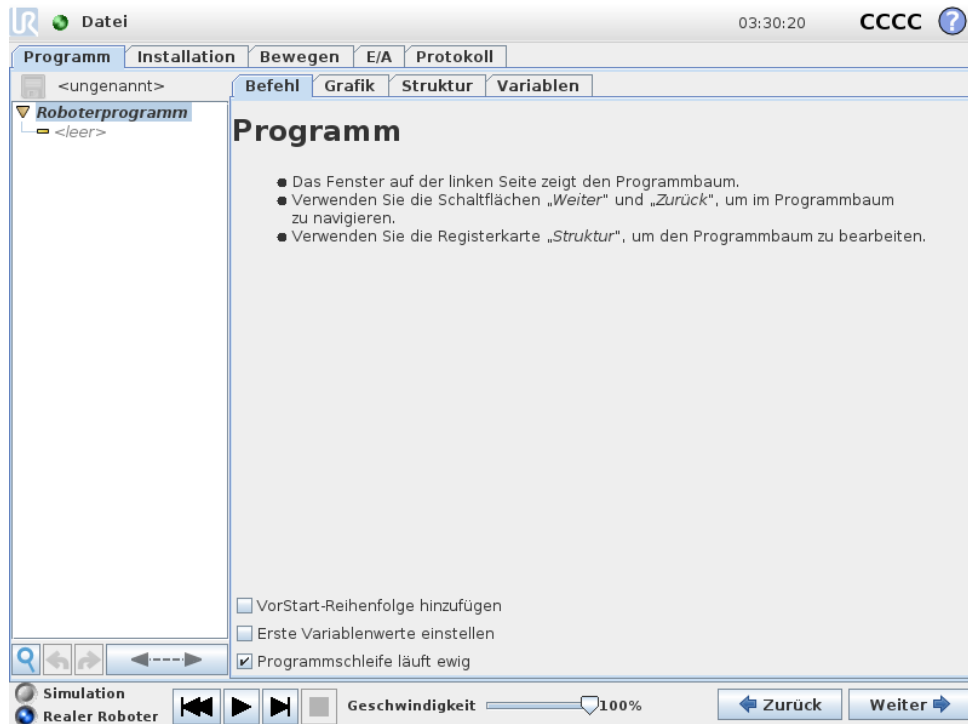 UR Datei 03:30:20 CCCC ?
Programm Installation Bewegen E/A Protokoll
<ungenannt> Befehl Grafik Struktur Variablen
Roboterprogramm
<leer>
Programm
Das Fenster auf der linken Seite zeigt den Programmbaum.
Verwenden Sie die Schaltflächen „Weiter" und „Zurück", um im Programmbaum
zu navigieren.
Verwenden Sie die Registerkarte „Struktur", um den Programmbaum zu bearbeiten.
VorStart-Reihenfolge hinzufügen
Erste Variablenwerte einstellen
Programmschleife läuft ewig
Simulation
Realer Roboter
Geschwindigkeit 100% Zurück Weiter